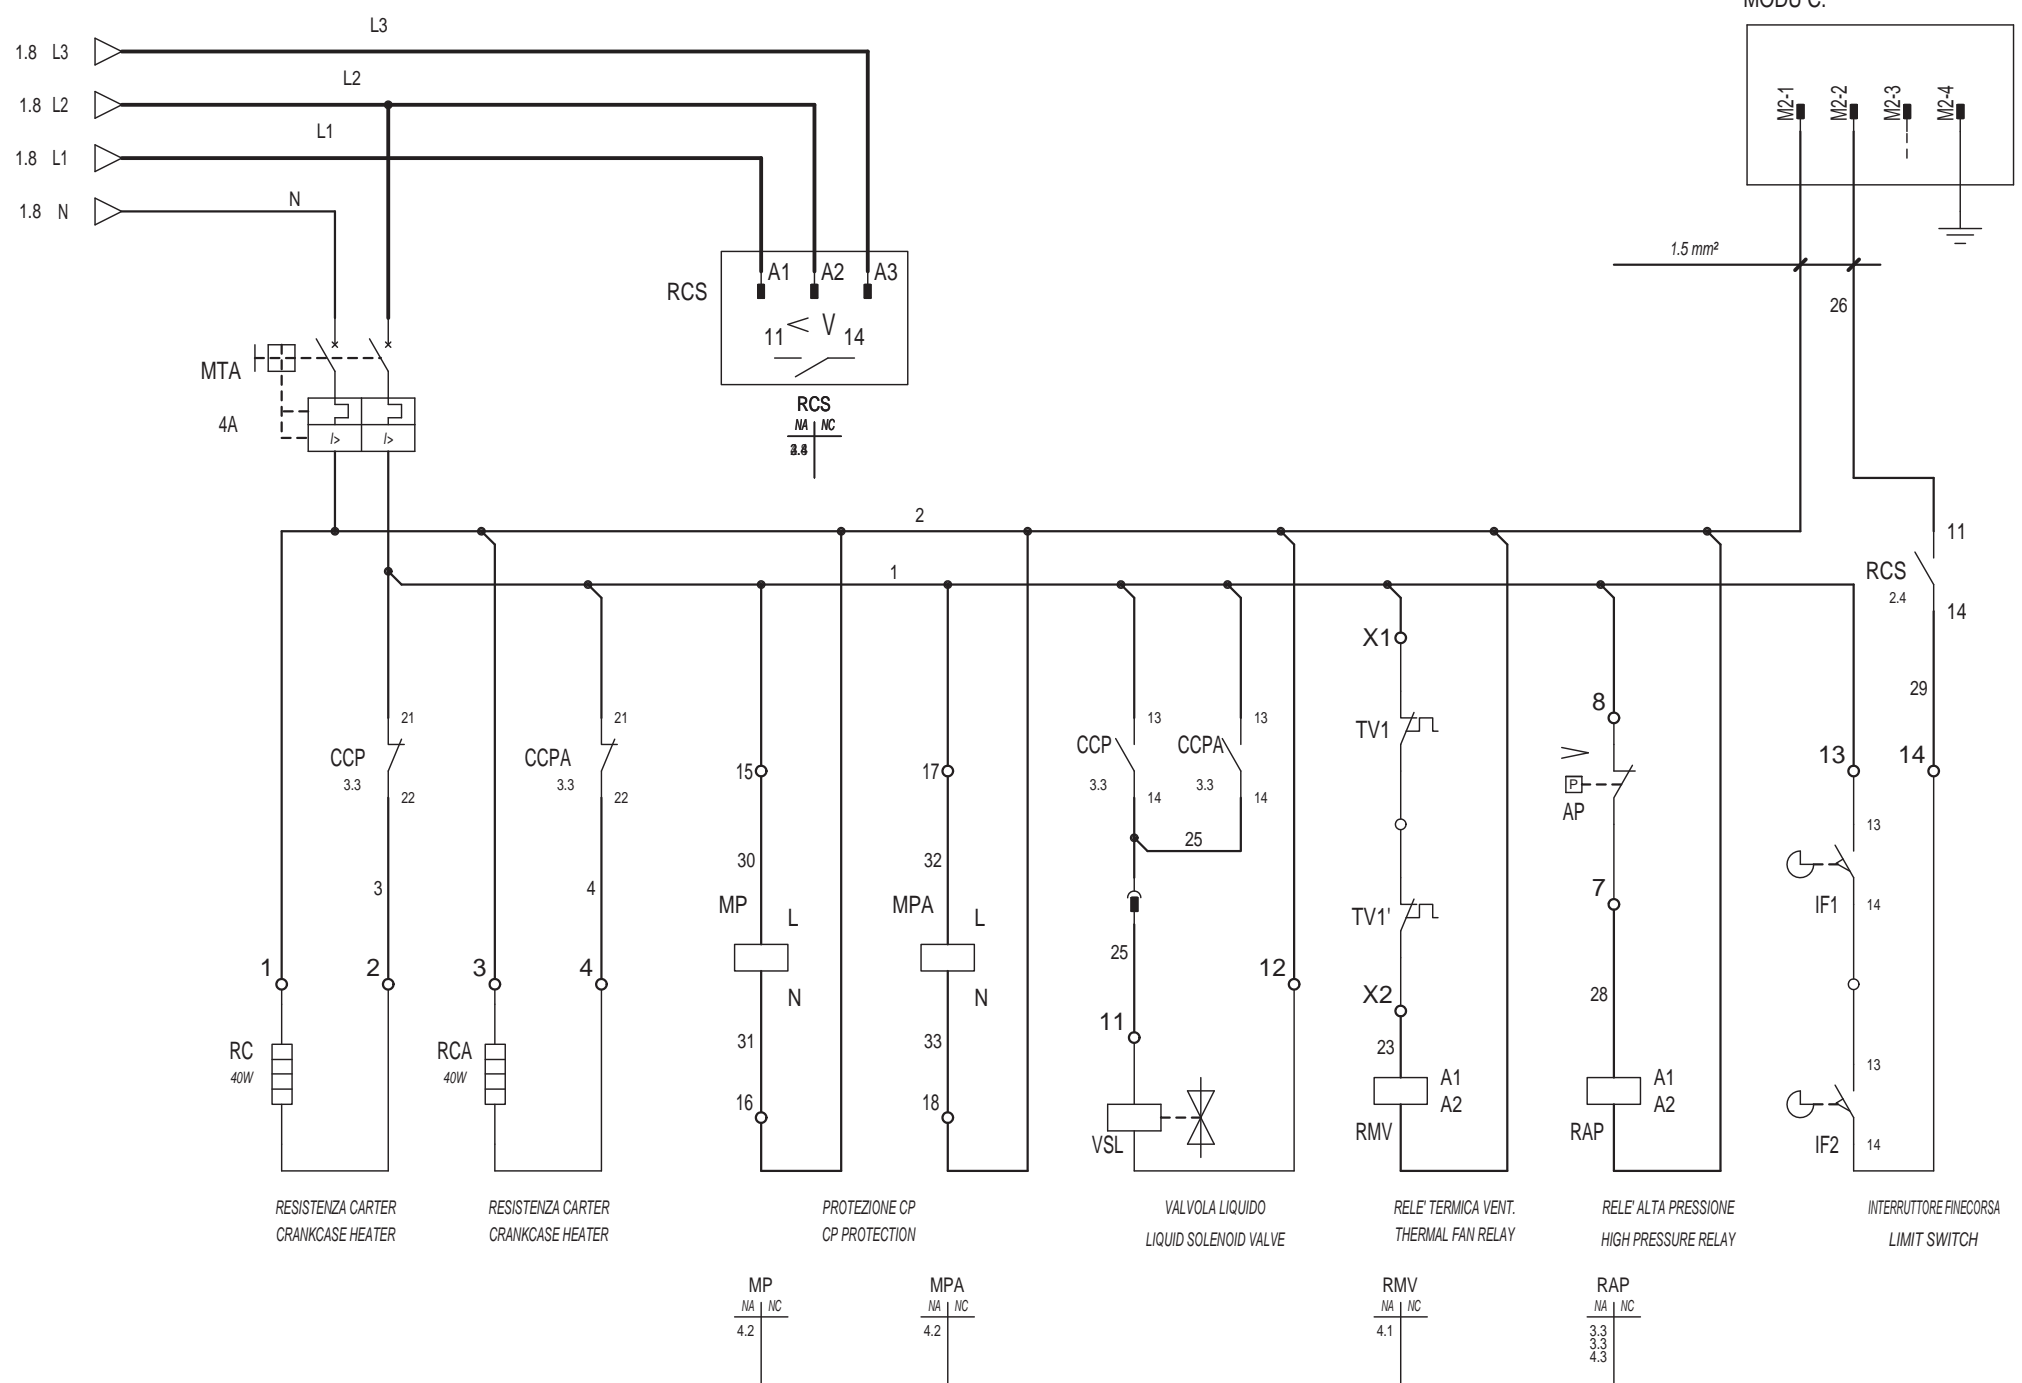 MODU C.
L3
1.8 L3
L2
1.8 L2
L1
1.8 L1
N
1.8 N
M2-1 M2-2 M2-3 M2-4
1.5 mm²
26
RCS
A1 A2 A3
11 < V 14
MTA
4A
I> I>
RCS
NA NC
2
1
11
RCS
2.4
14
29
X1
21 21
CCP CCPA
3.3 3.3
22 22
13 13
CCP CCPA
3.3 3.3
14 14
25
TV1
8
P
AP
13 14
15 17
30 32
3 4
MP L MPA L
N N
31 33
16 18
25
11
12
VSL
TV1'
X2
23
A1
A2
RMV
7
28
A1
A2
RAP
13
IF1 14
13
IF2 14
1 2 3 4
RC
40W
RCA
40W
RESISTENZA CARTER
CRANKCASE HEATER
RESISTENZA CARTER
CRANKCASE HEATER
PROTEZIONE CP
CP PROTECTION
VALVOLA LIQUIDO
LIQUID SOLENOID VALVE
RELE' TERMICA VENT.
THERMAL FAN RELAY
RELE' ALTA PRESSIONE
HIGH PRESSURE RELAY
INTERRUTTORE FINECORSA
LIMIT SWITCH
MP
NA NC
4.2
MPA
NA NC
4.2
RMV
NA NC
4.1
RAP
NA NC
3.3
3.3
4.3